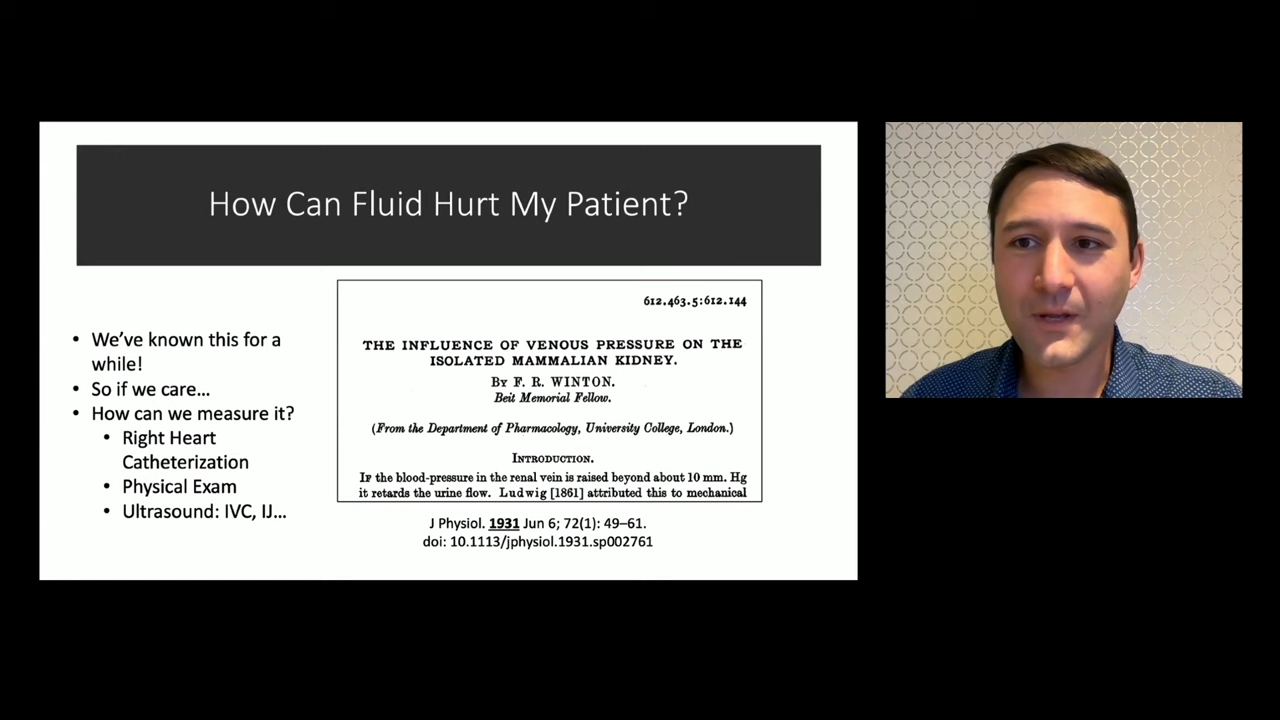 How Can Fluid Hurt My Patient?
• We've known this for a
while!
• So if we care...
• How can we measure it?
• Right Heart
Catheterization
• Physical Exam
• Ultrasound: IVC, IJ...
612.463.5:612.144
THE INFLUENCE OF VENOUS PRESSURE ON THE
ISOLATED MAMMALIAN KIDNEY.
By F. R. WINTON.
Beit Memorial Fellow.
(From the Department of Pharmacology, University College, London.)
Introduction.
If the blood-pressure in the renal vein is raised beyond about 10 mm. Hg
it retards the urine flow. Ludwig [1861] attributed this to mechanical
J Physiol. 1931 Jun 6; 72(1): 49–61.
doi: 10.1113/jphysiol.1931.sp002761